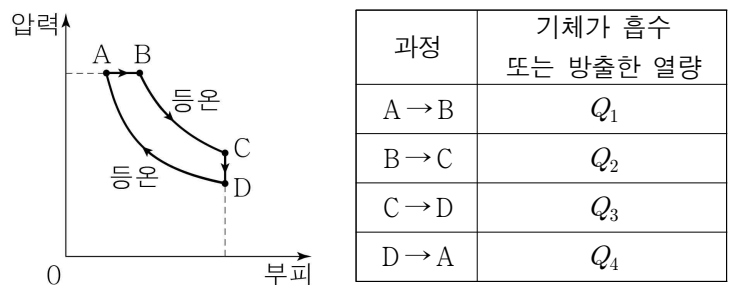 압력
A B
등온
C
등온
D
0
부피
과정 기체가 흡수 또는 방출한 열량
A→B Q₁
B→C Q₂
C→D Q₃
D→A Q₄